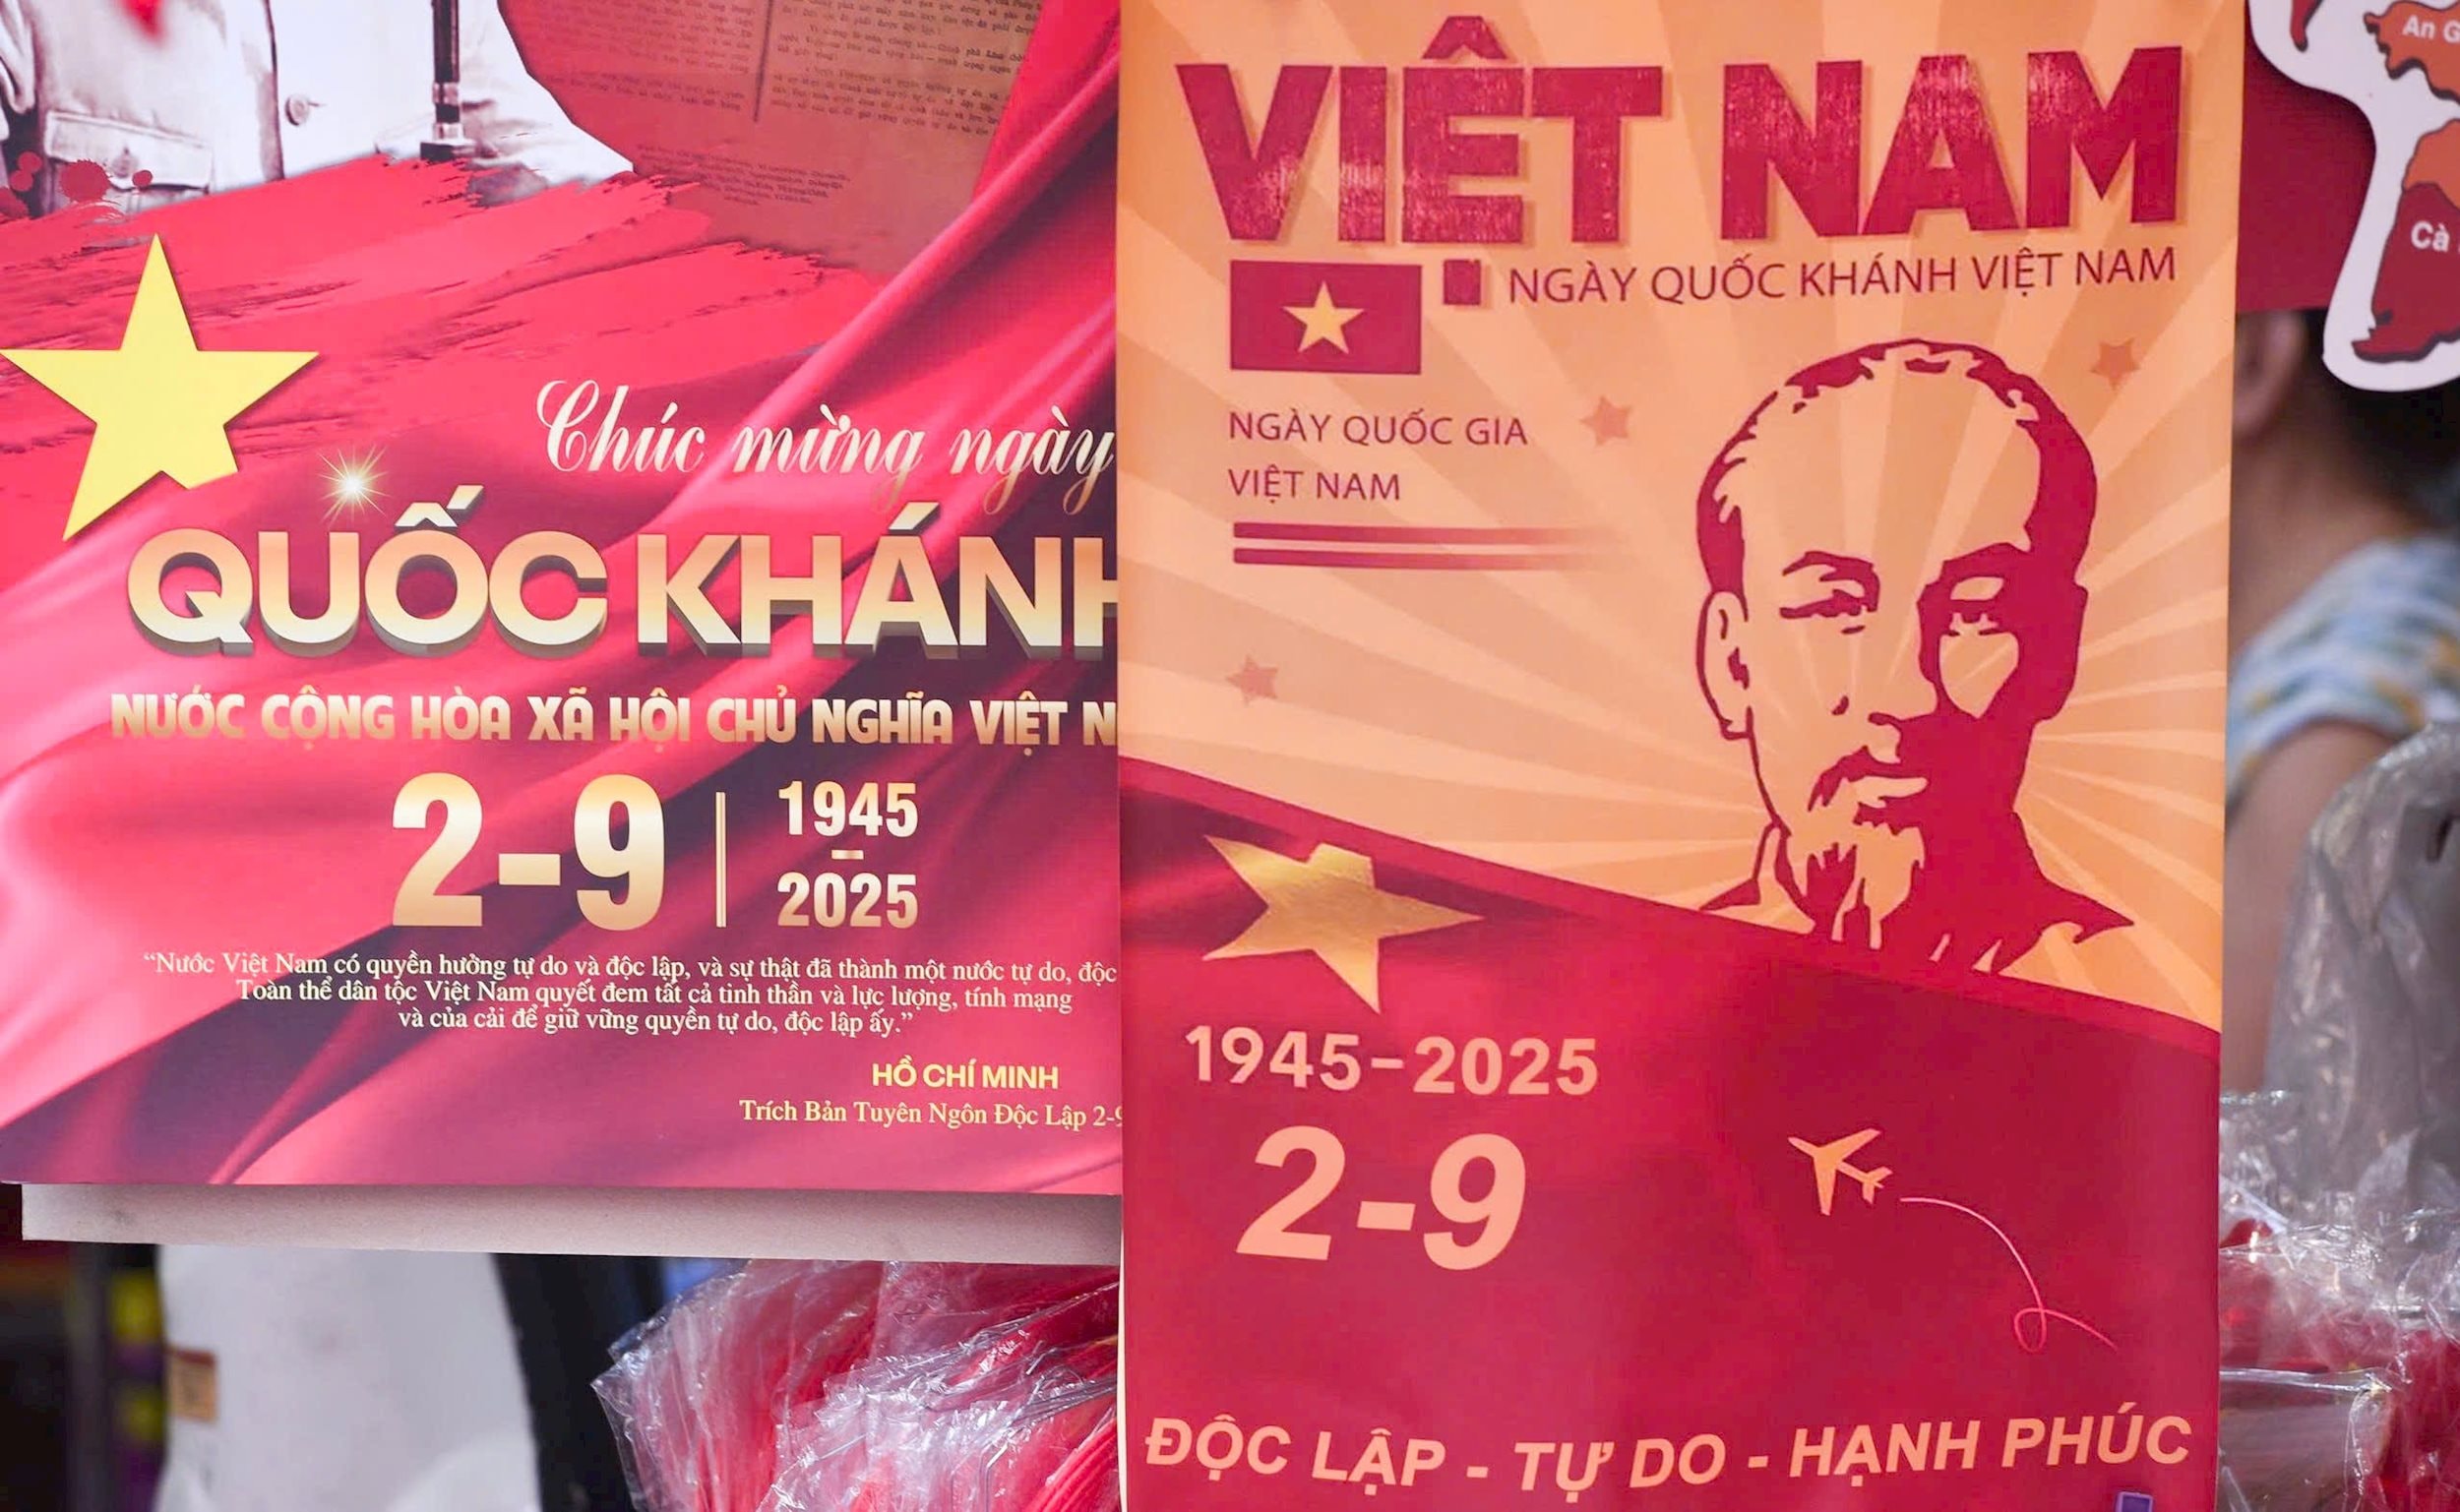 Chúc mừng ngày
QUỐC KHÁNH
NƯỚC CỘNG HÒA XÃ HỘI CHỦ NGHĨA VIỆT N
2-9
1945
-
2025
“Nước Việt Nam có quyền hưởng tự do và độc lập, và sự thật đã thành một nước tự do, độc
Toàn thể dân tộc Việt Nam quyết đem tất cả tinh thần và lực lượng, tính mạng
và của cải để giữ vững quyền tự do, độc lập ấy.”
HỒ CHÍ MINH
Trích Bản Tuyên Ngôn Độc Lập 2-9
VIỆT NAM
NGÀY QUỐC KHÁNH VIỆT NAM
NGÀY QUỐC GIA
VIỆT NAM
1945-2025
2-9
ĐỘC LẬP - TỰ DO - HẠNH PHÚC
An G
Cà